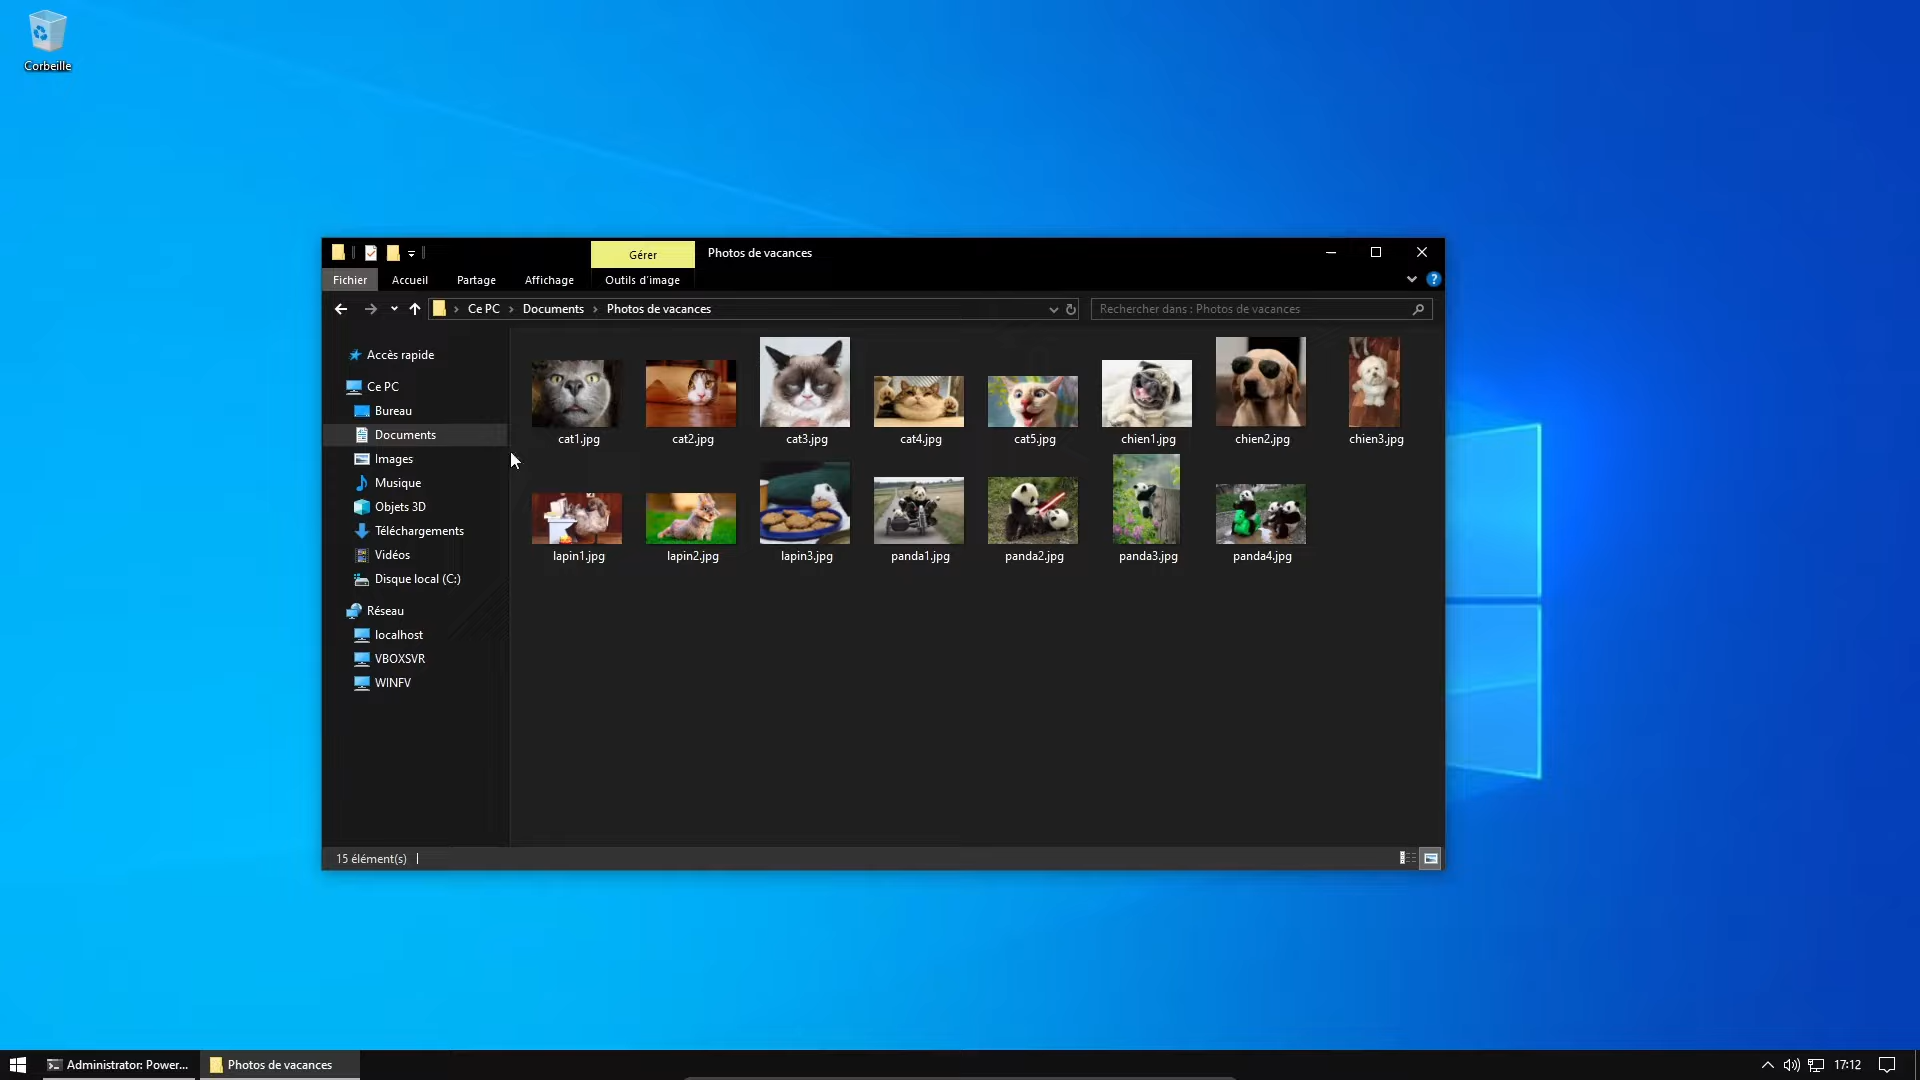 Corbeille
Gérer
Photos de vacances
Fichier
Accueil
Partage
Affichage
Outils d'image
?
Ce PC
Documents
Photos de vacances
Rechercher dans : Photos de vacances
Accès rapide
Ce PC
Bureau
Documents
Images
Musique
Objets 3D
Téléchargements
Vidéos
Disque local (C:)
Réseau
localhost
VBOXSVR
WINFV
cat1.jpg
cat2.jpg
cat3.jpg
cat4.jpg
cat5.jpg
chien1.jpg
chien2.jpg
chien3.jpg
lapin1.jpg
lapin2.jpg
lapin3.jpg
panda1.jpg
panda2.jpg
panda3.jpg
panda4.jpg
15 élément(s)
Administrator: Power...
Photos de vacances
17:12